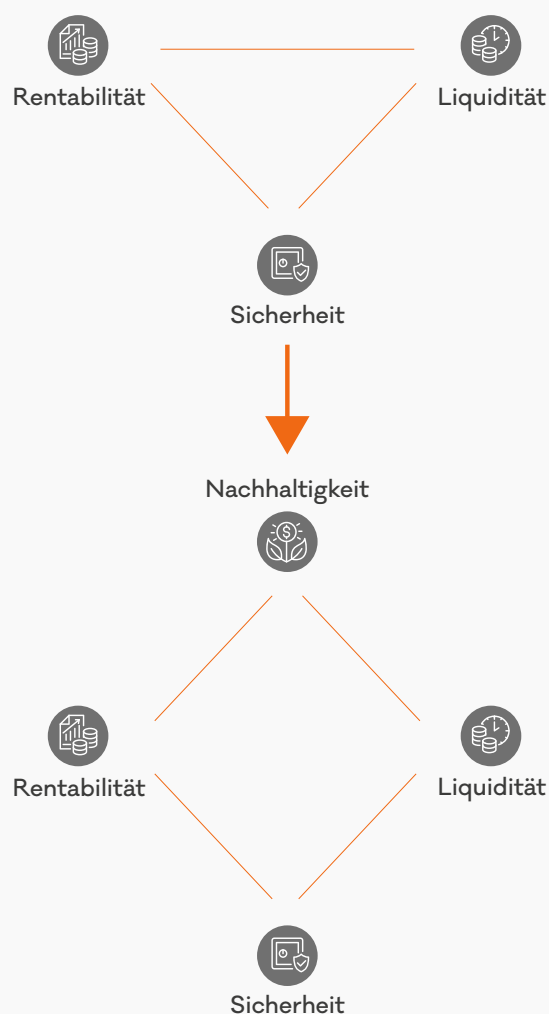 Rentabilität
Liquidität
Sicherheit
Nachhaltigkeit
Rentabilität
Liquidität
Sicherheit